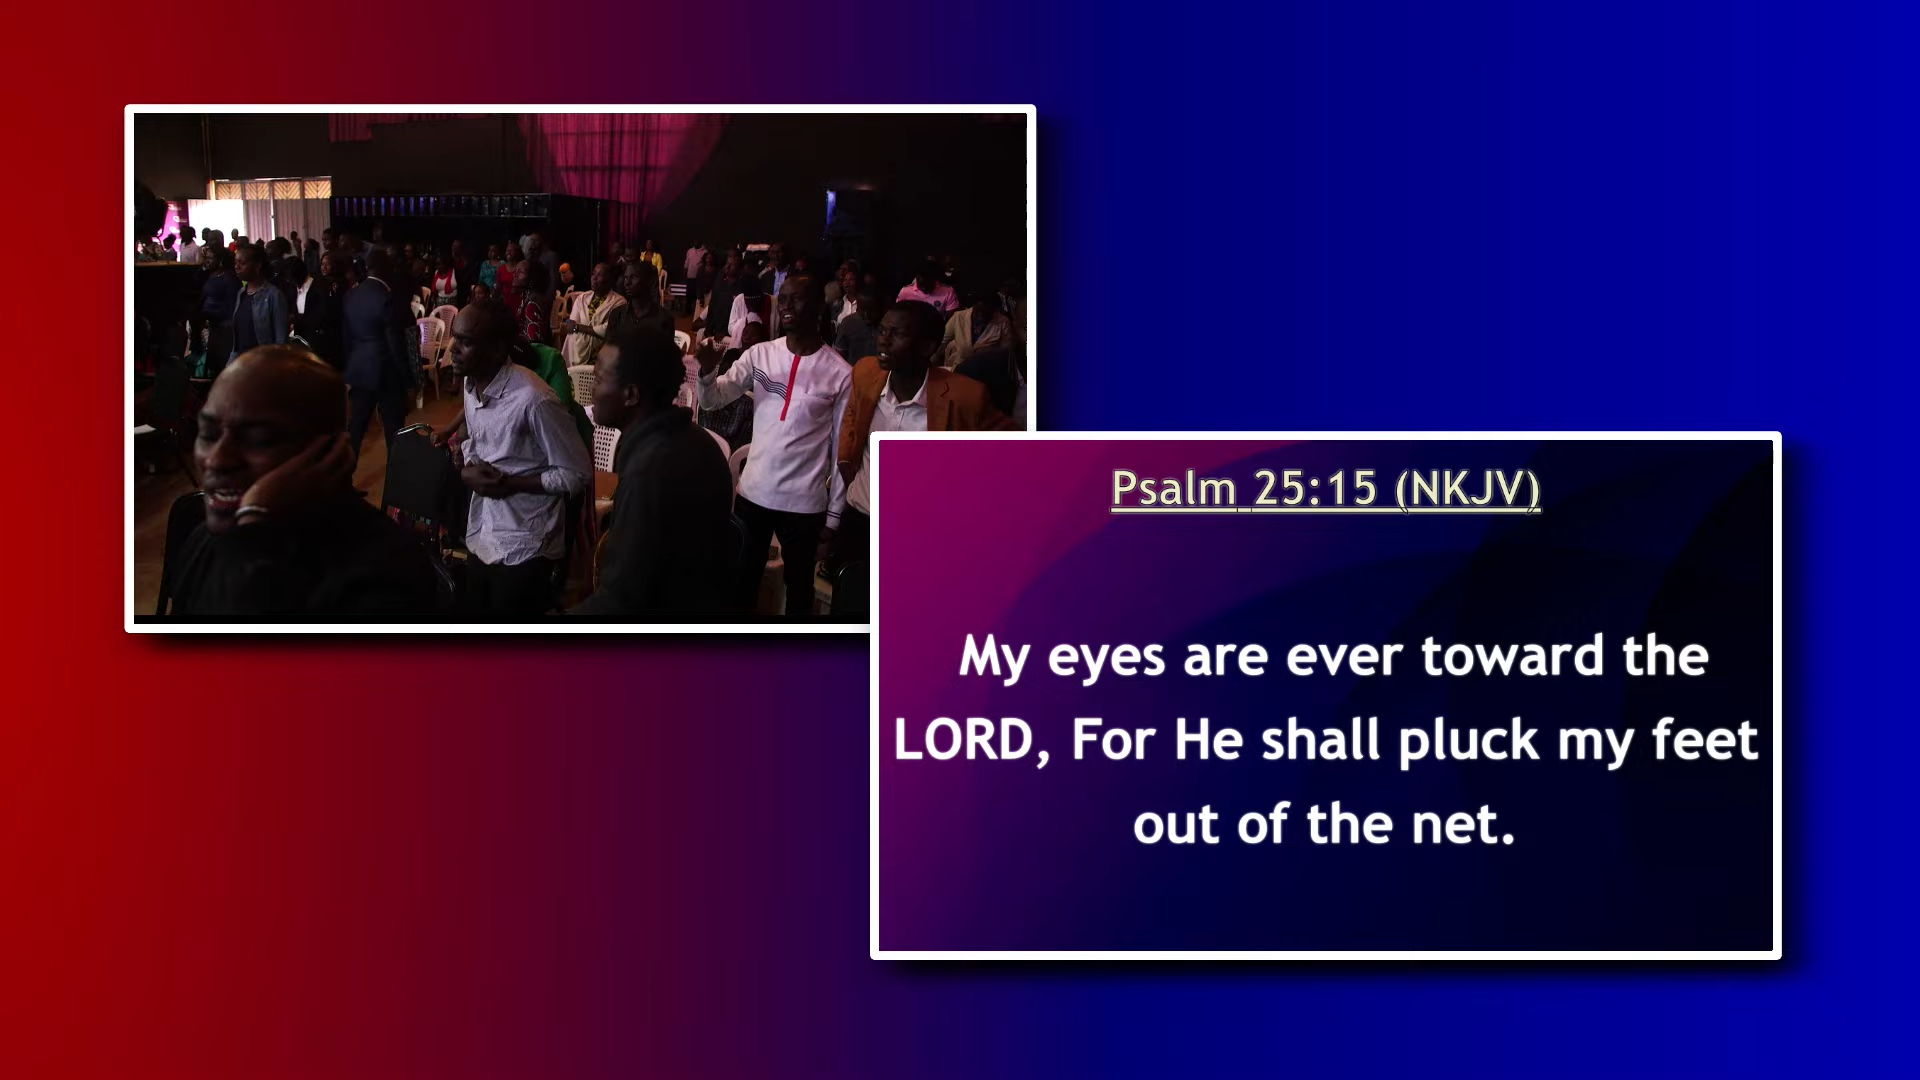 Psalm 25:15 (NKJV)
My eyes are ever toward the
LORD, For He shall pluck my feet
out of the net.